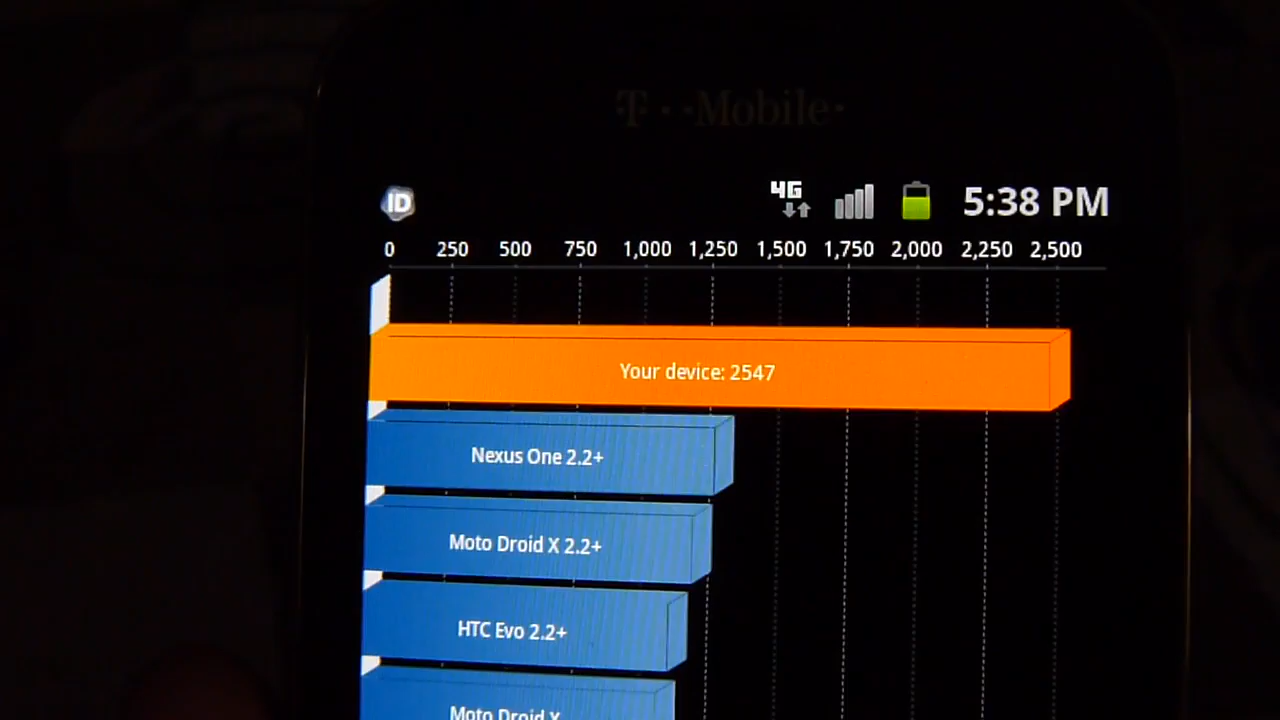 T··Mobile·
ID 4G 5:38 PM
0 250 500 750 1,000 1,250 1,500 1,750 2,000 2,250 2,500
Your device: 2547
Nexus One 2.2+
Moto Droid X 2.2+
HTC Evo 2.2+
Moto Droid X